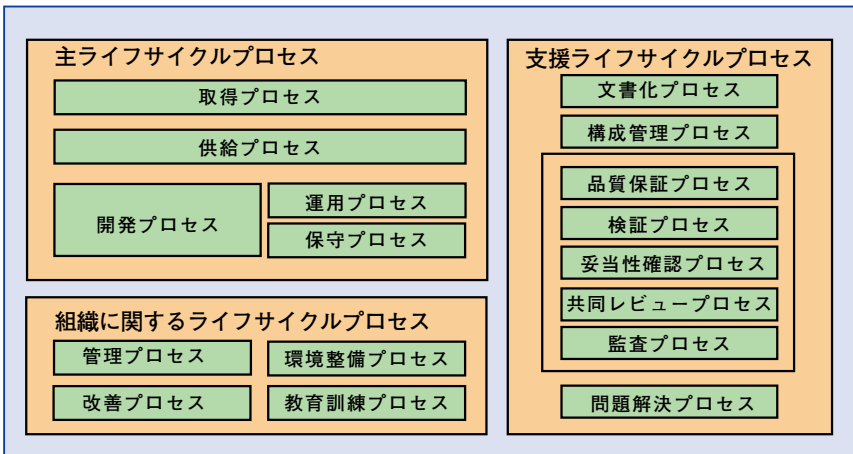 主ライフサイクルプロセス
取得プロセス
供給プロセス
開発プロセス
運用プロセス
保守プロセス
組織に関するライフサイクルプロセス
管理プロセス
環境整備プロセス
改善プロセス
教育訓練プロセス
支援ライフサイクルプロセス
文書化プロセス
構成管理プロセス
品質保証プロセス
検証プロセス
妥当性確認プロセス
共同レビュープロセス
監査プロセス
問題解決プロセス